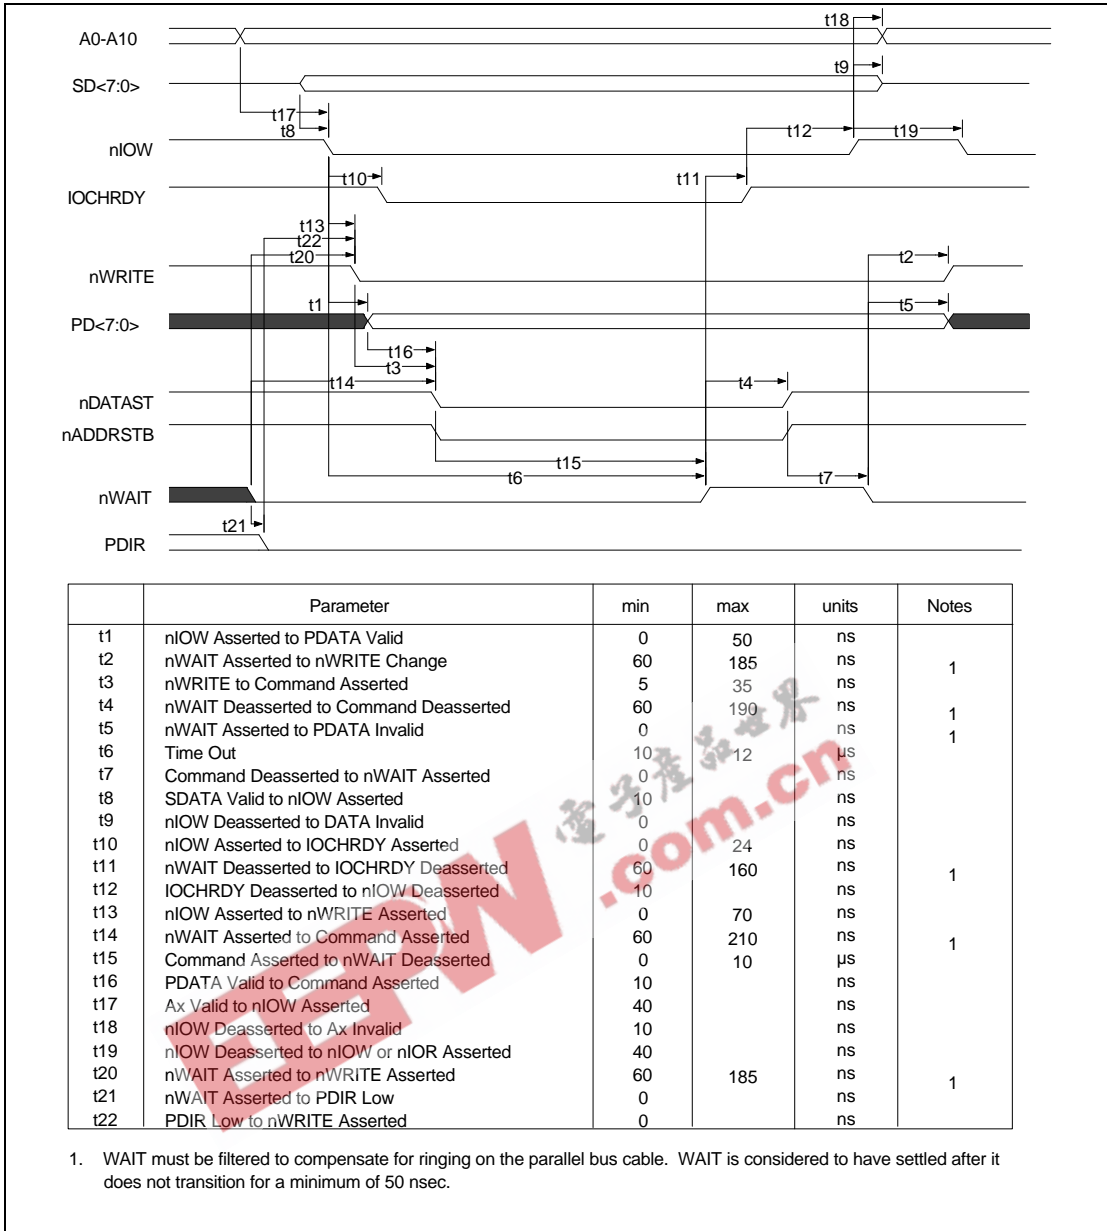 t18
A0-A10
t9
SD<7:0>
t17
t8
t12
t19
nIOW
t10
t11
IOCHRDY
t13
t22
t20
t2
nWRITE
t1
t5
PD<7:0>
t16
t3
t14
t4
nDATAST
nADDRSTB
t15
t6
t7
nWAIT
t21
PDIR
Parameter min max units Notes
t1 nIOW Asserted to PDATA Valid 0 50 ns
t2 nWAIT Asserted to nWRITE Change 60 185 ns 1
t3 nWRITE to Command Asserted 5 35 ns
t4 nWAIT Deasserted to Command Deasserted 60 190 ns 1
t5 nWAIT Asserted to PDATA Invalid 0 ns 1
t6 Time Out 10 12 µs
t7 Command Deasserted to nWAIT Asserted 0 ns
t8 SDATA Valid to nIOW Asserted 10 ns
t9 nIOW Deasserted to DATA Invalid 0 ns
t10 nIOW Asserted to IOCHRDY Asserted 0 24 ns
t11 nWAIT Deasserted to IOCHRDY Deasserted 60 160 ns 1
t12 IOCHRDY Deasserted to nIOW Deasserted 10 ns
t13 nIOW Asserted to nWRITE Asserted 0 70 ns
t14 nWAIT Asserted to Command Asserted 60 210 ns 1
t15 Command Asserted to nWAIT Deasserted 0 10 µs
t16 PDATA Valid to Command Asserted 10 ns
t17 Ax Valid to nIOW Asserted 40 ns
t18 nIOW Deasserted to Ax Invalid 10 ns
t19 nIOW Deasserted to nIOW or nIOR Asserted 40 ns
t20 nWAIT Asserted to nWRITE Asserted 60 185 ns 1
t21 nWAIT Asserted to PDIR Low 0 ns
t22 PDIR Low to nWRITE Asserted 0 ns
EEPW.com.cn
電子產品世界
1. WAIT must be filtered to compensate for ringing on the parallel bus cable. WAIT is considered to have settled after it
does not transition for a minimum of 50 nsec.